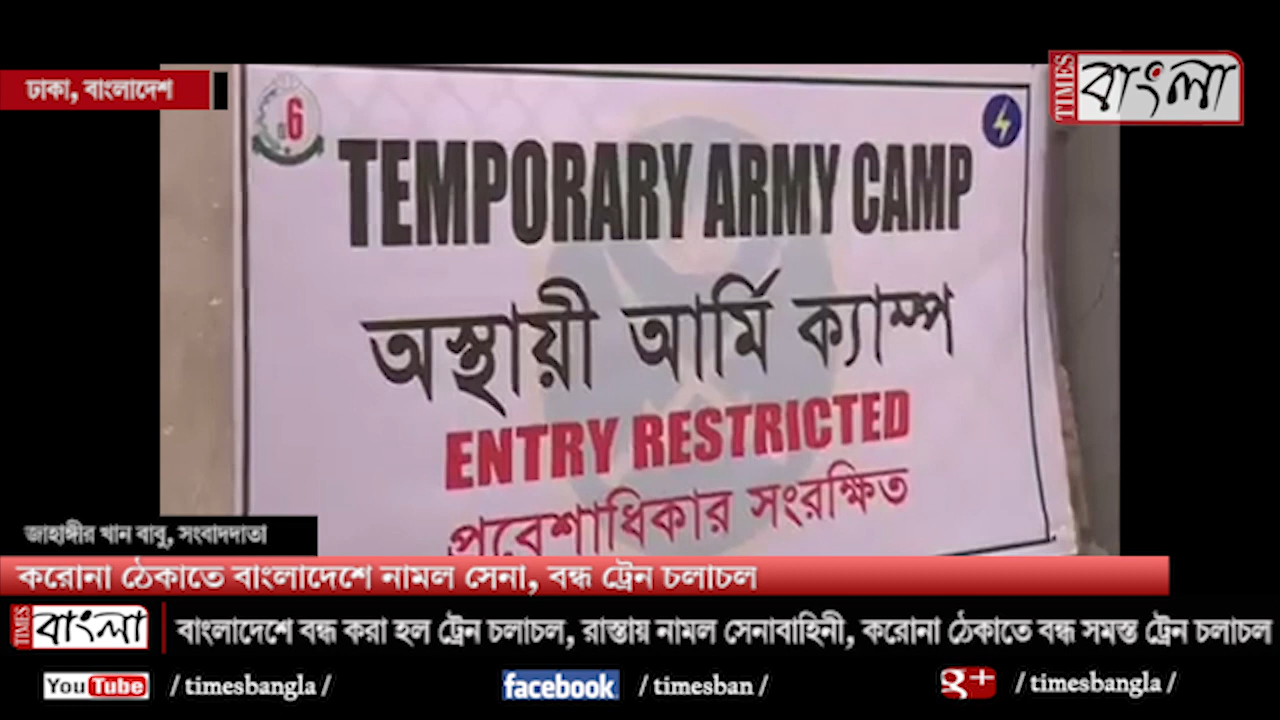 ঢাকা, বাংলাদেশ
TIMES বাংলা
6
TEMPORARY ARMY CAMP
অস্থায়ী আর্মি ক্যাম্প
ENTRY RESTRICTED
প্রবেশাধিকার সংরক্ষিত
জাহাঙ্গীর খান বাবু, সংবাদদাতা
করোনা ঠেকাতে বাংলাদেশে নামল সেনা, বন্ধ ট্রেন চলাচল
TIMES বাংলা
বাংলাদেশে বন্ধ করা হল ট্রেন চলাচল, রাস্তায় নামল সেনাবাহিনী, করোনা ঠেকাতে বন্ধ সমস্ত ট্রেন চলাচল
YouTube / timesbangla / facebook / timesban / g+ / timesbangla /